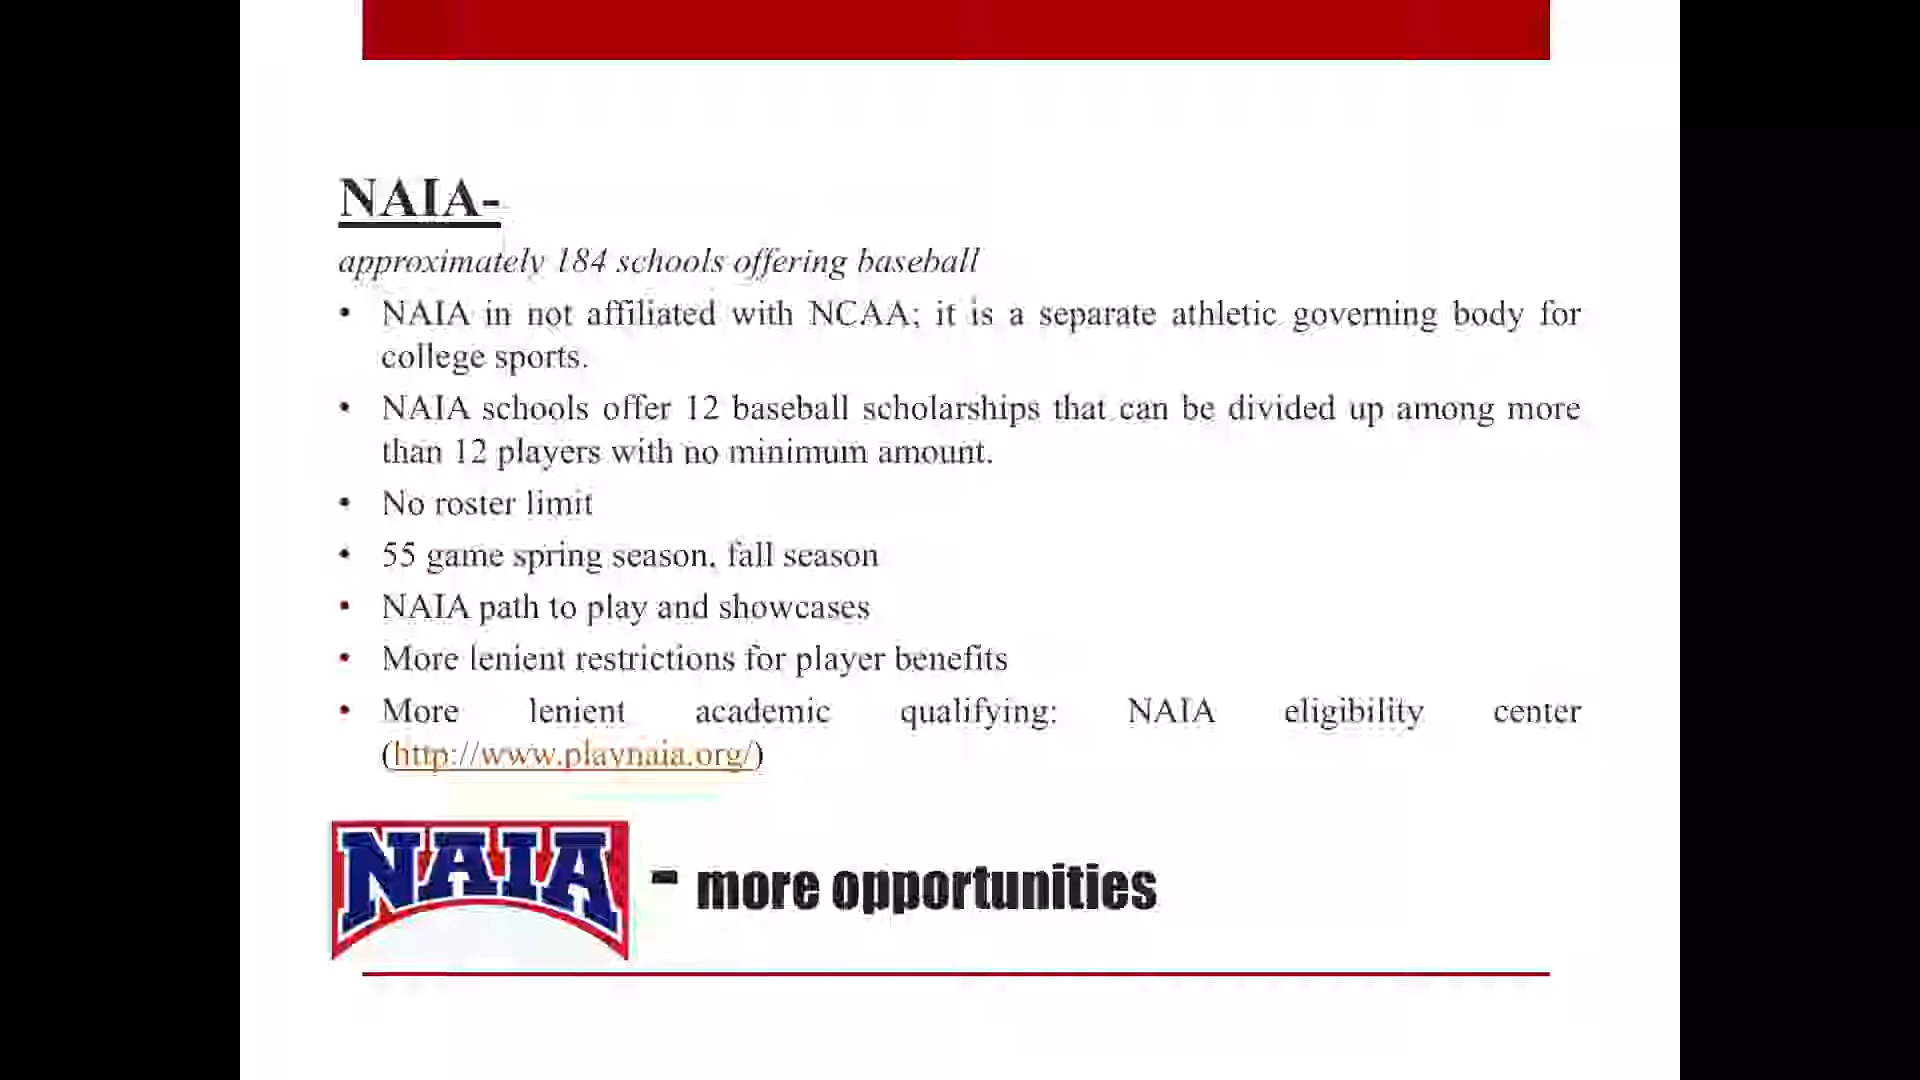 NAIA-
approximately 184 schools offering baseball
• NAIA in not affiliated with NCAA; it is a separate athletic governing body for
college sports.
• NAIA schools offer 12 baseball scholarships that can be divided up among more
than 12 players with no minimum amount.
• No roster limit
• 55 game spring season, fall season
• NAIA path to play and showcases
• More lenient restrictions for player benefits
• More lenient academic qualifying: NAIA eligibility center
(http://www.playnaia.org/)
NAIA - more opportunities